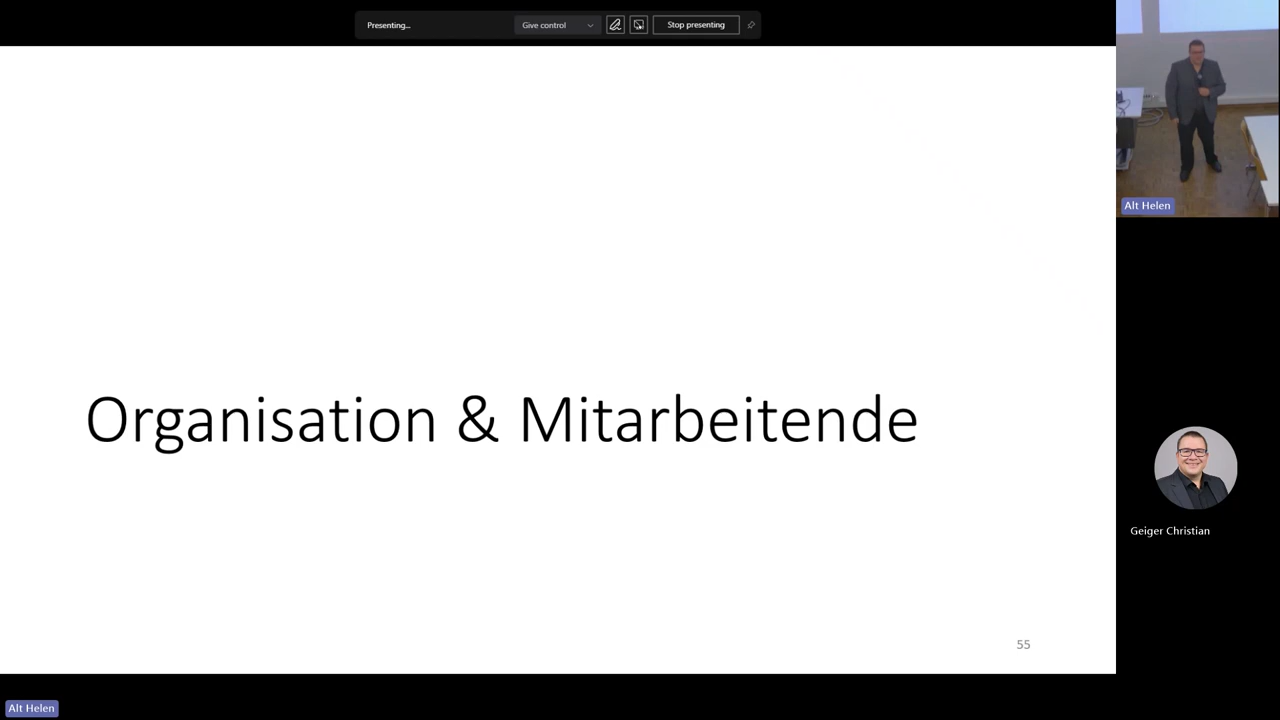 Presenting...
Give control
Stop presenting
Alt Helen
Organisation & Mitarbeitende
Geiger Christian
55
Alt Helen